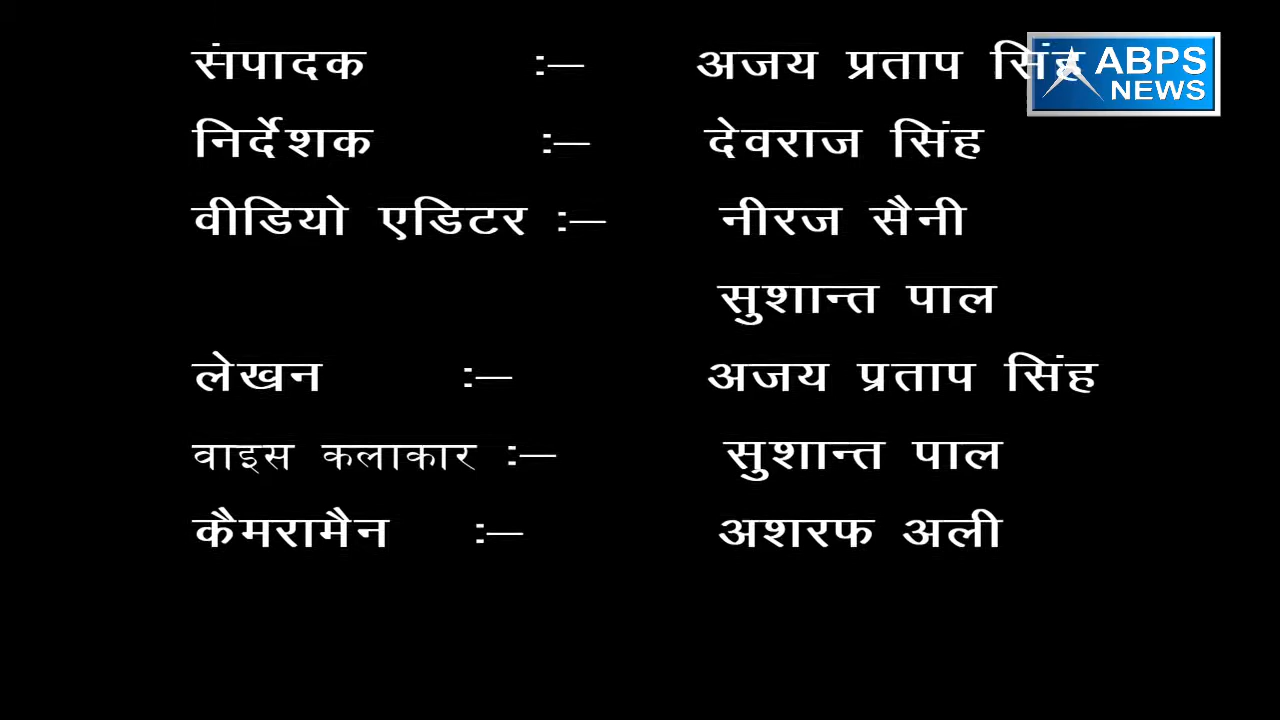 संपादक :— अजय प्रताप सिंह
ABPS
NEWS
निर्देशक :— देवराज सिंह
वीडियो एडिटर :— नीरज सैनी
सुशान्त पाल
लेखन :— अजय प्रताप सिंह
वाइस कलाकार :— सुशान्त पाल
कैमरामैन :— अशरफ अली